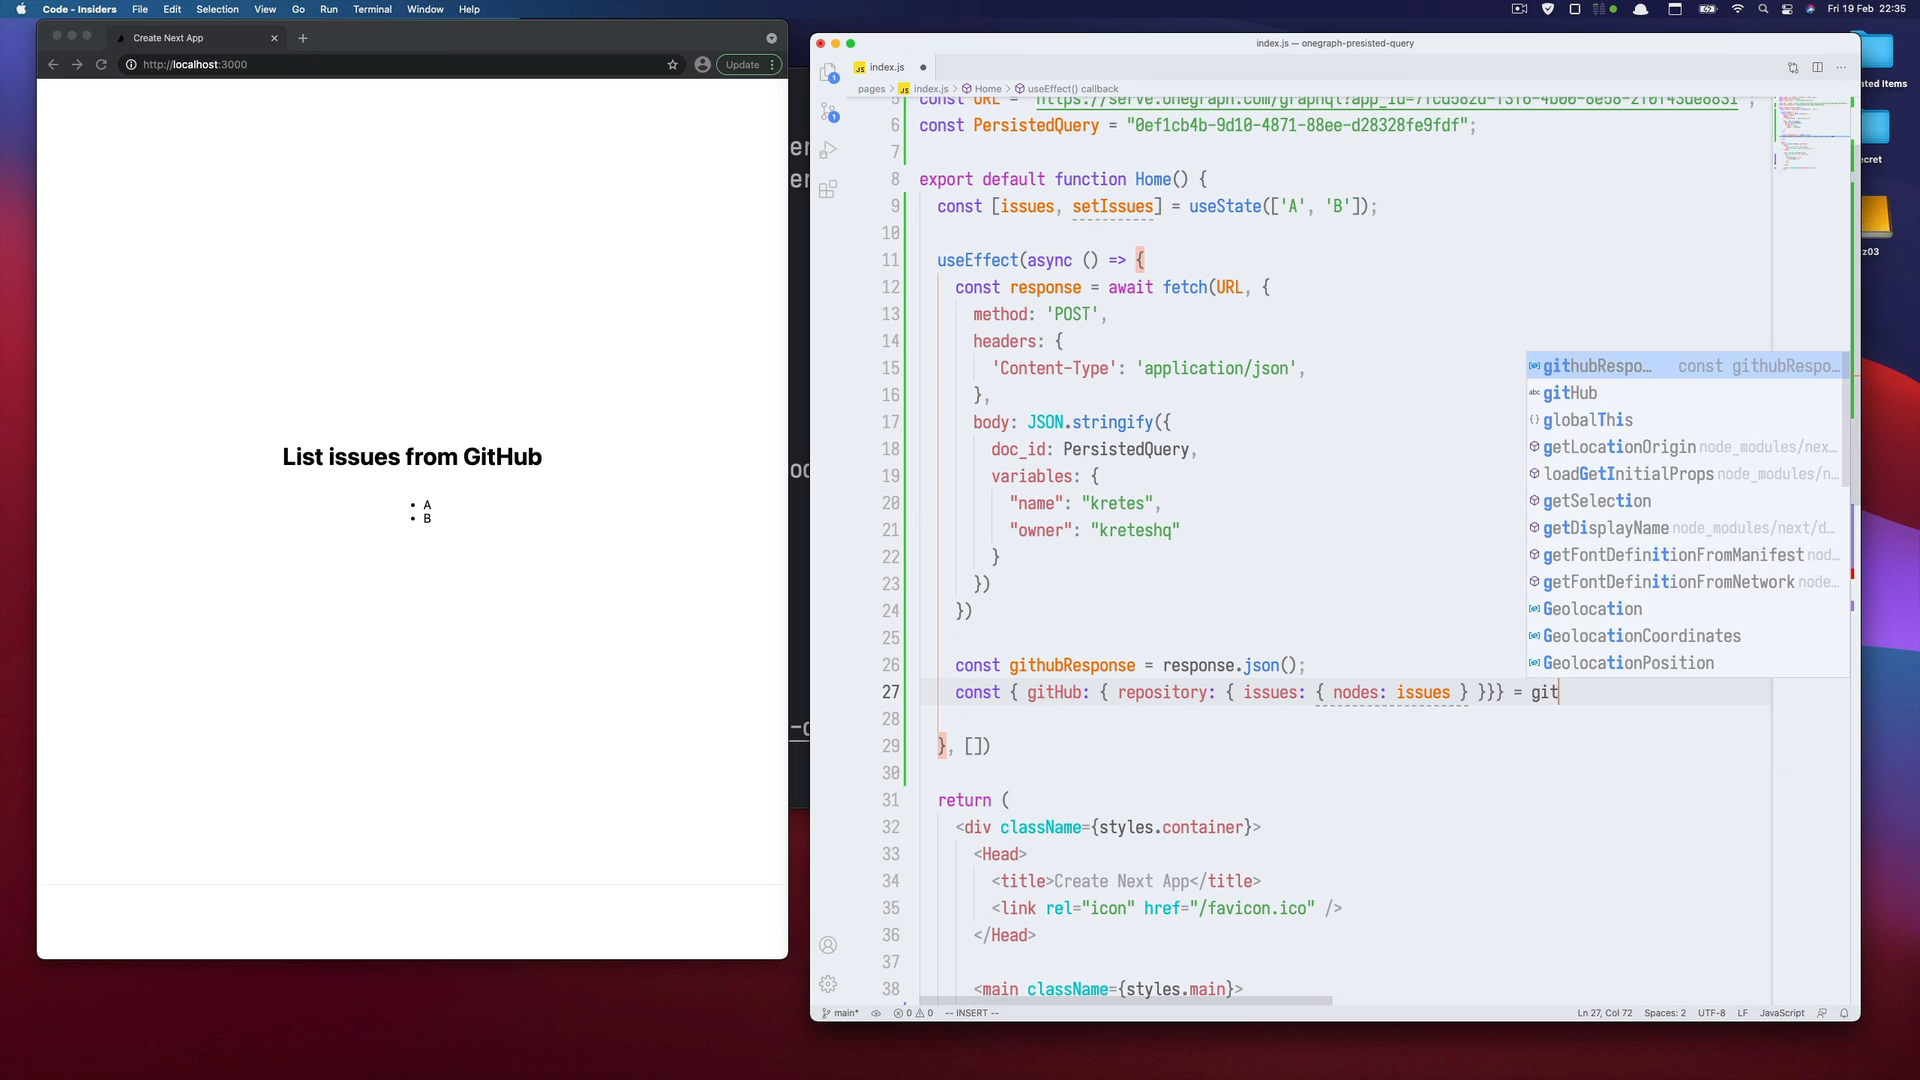 Code - Insiders File Edit Selection View Go Run Terminal Window Help
Fri 19 Feb 22:35
Create Next App
http://localhost:3000
Update
List issues from GitHub
A
B
index.js — onegraph-presisted-query
index.js
1
1
pages > index.js > Home > useEffect() callback
6 const PersistedQuery = "0ef1cb4b-9d10-4871-88ee-d28328fe9fdf";
7
8 export default function Home() {
9 const [issues, setIssues] = useState(['A', 'B']);
10
11 useEffect(async () => {
12 const response = await fetch(URL, {
13 method: 'POST',
14 headers: {
15 'Content-Type': 'application/json',
16 },
17 body: JSON.stringify({
18 doc_id: PersistedQuery,
19 variables: {
20 "name": "kretes",
21 "owner": "kreteshq"
22 }
23 })
24 })
25
26 const githubResponse = response.json();
27 const { gitHub: { repository: { issues: { nodes: issues } }}} = git
28
29 }, [])
30
31 return (
32 <div className={styles.container}>
33 <Head>
34 <title>Create Next App</title>
35 <link rel="icon" href="/favicon.ico" />
36 </Head>
37
38 <main className={styles.main}>
githubRespo… const githubRespo…
abc gitHub
globalThis
getLocationOrigin node_modules/nex…
loadGetInitialProps node_modules/n…
getSelection
getDisplayName node_modules/next/d…
getFontDefinitionFromManifest nod…
getFontDefinitionFromNetwork node…
Geolocation
GeolocationCoordinates
GeolocationPosition
main* 0 0 -- INSERT --
Ln 27, Col 72 Spaces: 2 UTF-8 LF JavaScript
ated Items
ecret
z03